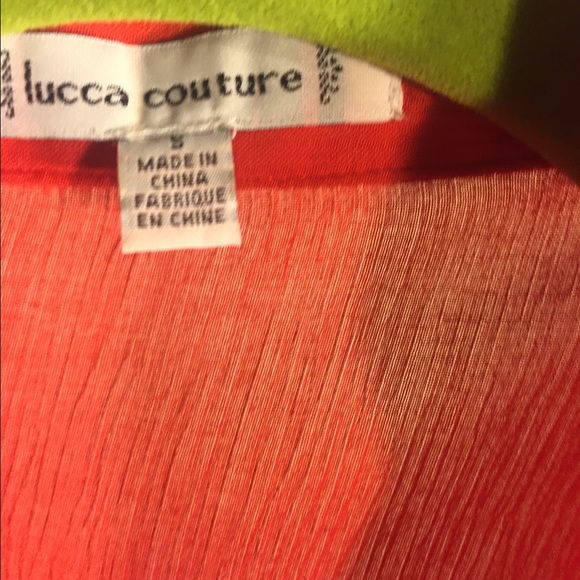 lucca couture
S
MADE IN
CHINA
FABRIQUE
EN CHINE